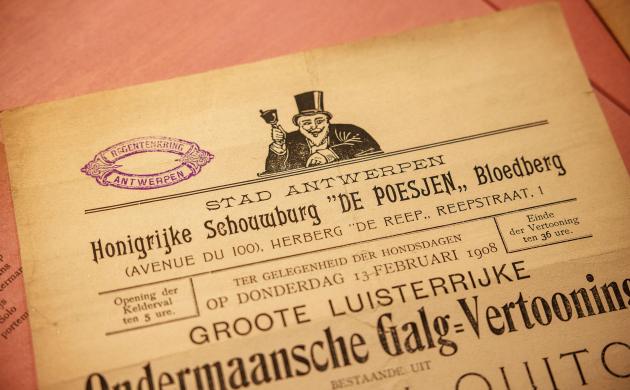 REGENTENKRING
ANTWERPEN
STAD ANTWERPEN
Honigrijke Schouwburg "DE POESJEN„ Bloedberg
(AVENUE DU 100), HERBERG "DE REEP„ REEPSTRAAT, 1
Opening der
Kelderval
ten 5 ure.
TER GELEGENHEID DER HONDSDAGEN
OP DONDERDAG 13-FEBRUARI 1908
Einde
der Vertooning
ten 36 ure.
GROOTE LUISTERRIJKE
Ondermaansche Galg=Vertooning
BESTAANDE UIT
QUITO
Solo